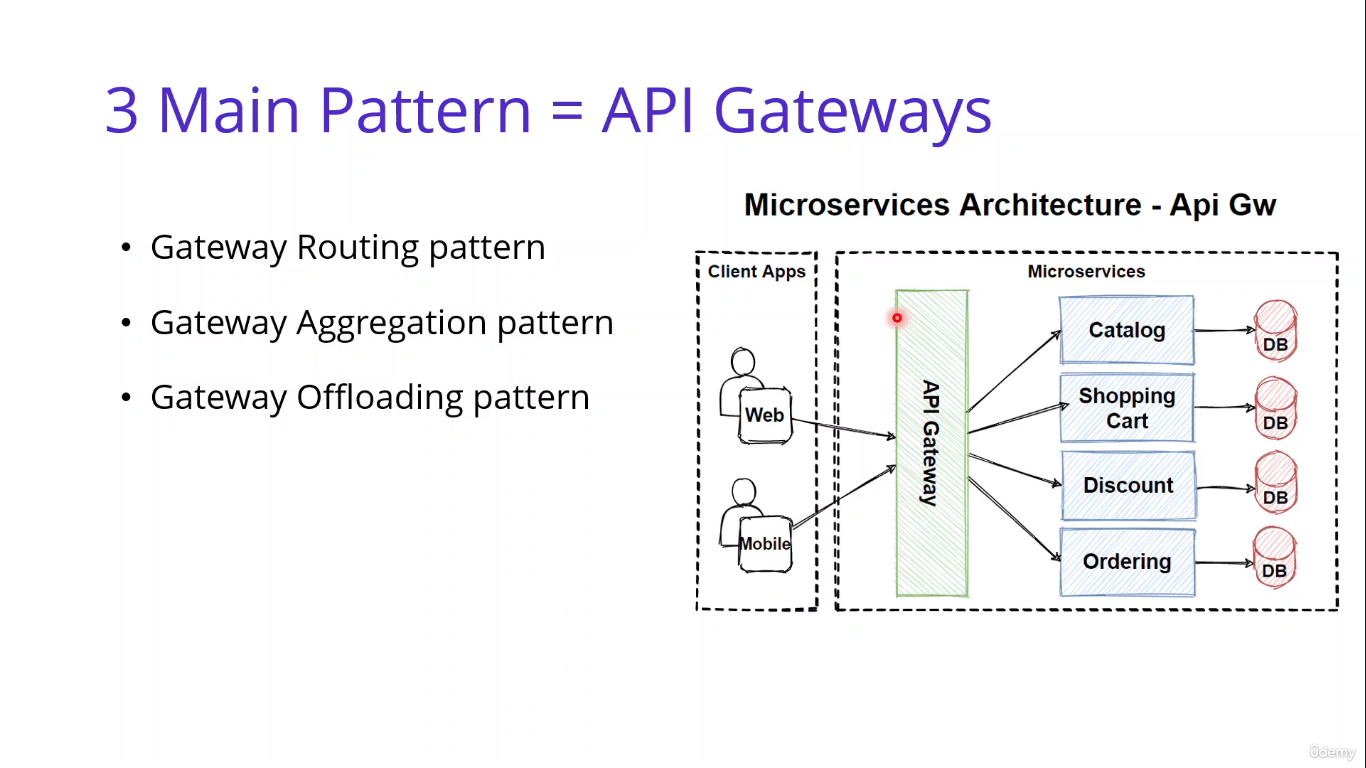 3 Main Pattern = API Gateways
• Gateway Routing pattern
• Gateway Aggregation pattern
• Gateway Offloading pattern
Microservices Architecture - Api Gw
Client Apps
Web
Mobile
Microservices
API Gateway
Catalog
DB
Shopping
Cart
DB
Discount
DB
Ordering
DB
ûdemy